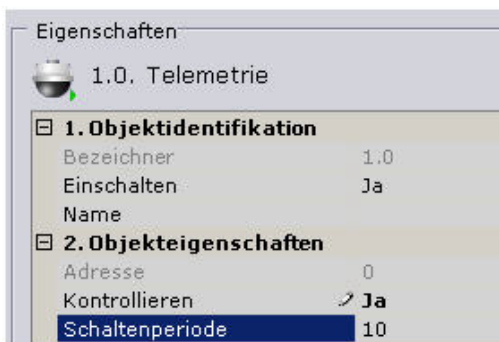 Eigenschaften
1.0. Telemetrie
1. Objektidentifikation
Bezeichner 1.0
Einschalten Ja
Name
2. Objekteigenschaften
Adresse 0
Kontrollieren Ja
Schaltenperiode 10